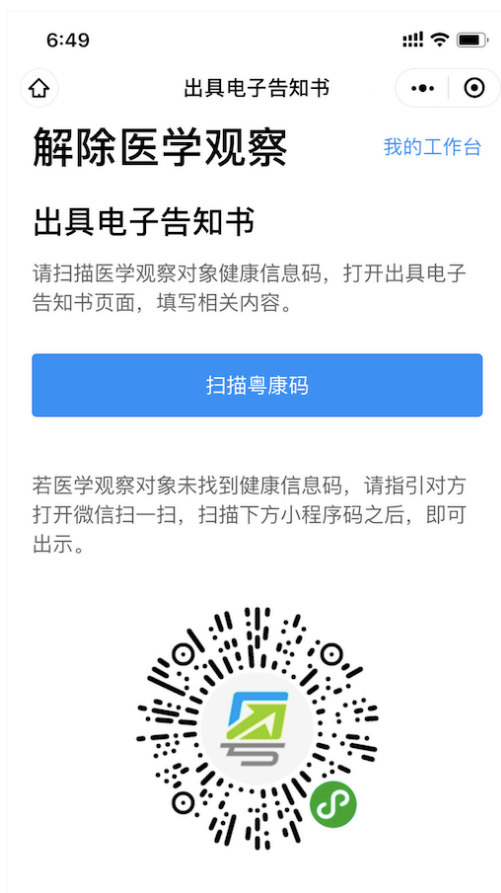 6:49
出具电子告知书
解除医学观察
我的工作台
出具电子告知书
请扫描医学观察对象健康信息码，打开出具电子
告知书页面，填写相关内容。
扫描粤康码
若医学观察对象未找到健康信息码，请指引对方
打开微信扫一扫，扫描下方小程序码之后，即可
出示。